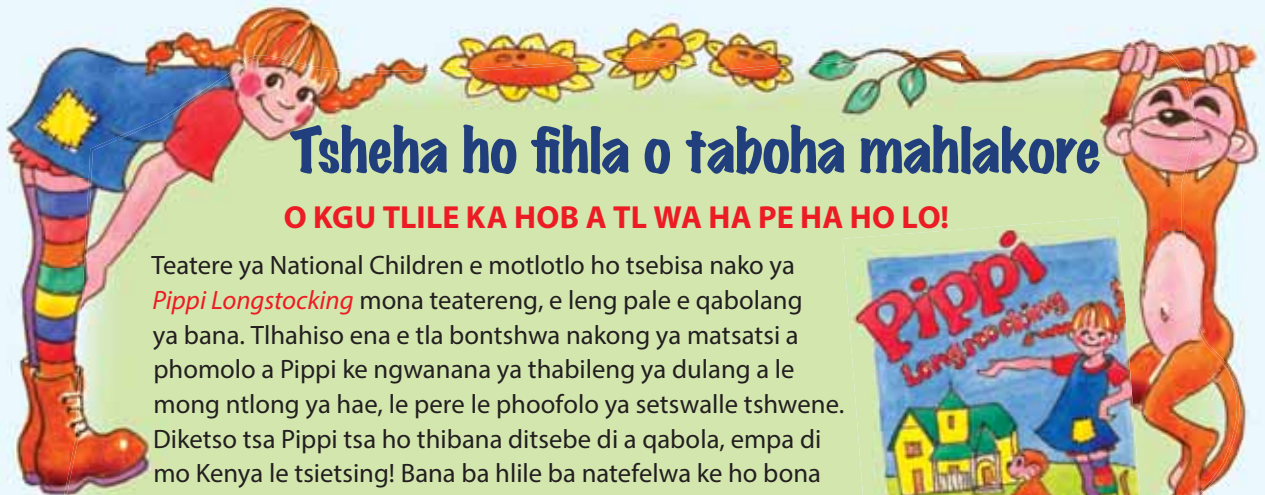 Tsheha ho fihla o taboha mahlakore
O KGU TLILE KA HOB A TL WA HA PE HA HO LO!
Teatere ya National Children e motlotlo ho tsebisa nako ya
Pippi Longstocking mona teatereng, e leng pale e qabolang
ya bana. Tlhahiso ena e tla bontshwa nakong ya matsatsi a
phomolo a Pippi ke ngwanana ya thabileng ya dulang a le
mong ntlong ya hae, le pere le phoofolo ya setswalle tshwene.
Diketso tsa Pippi tsa ho thibana ditsebe di a qabola, empa di
mo Kenya le tsietsing! Bana ba hlile ba natefelwa ke ho bona
Pippi
Longstocking